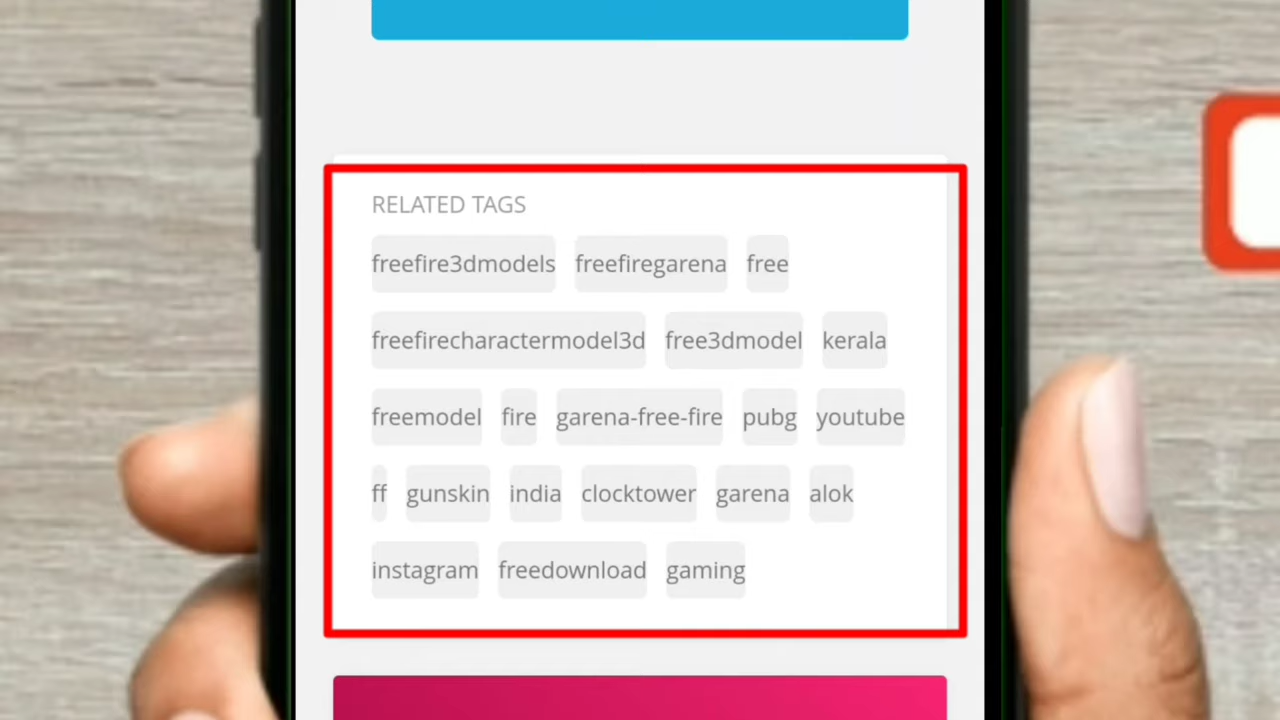 RELATED TAGS
freefire3dmodels freefiregarena free
freefirecharactermodel3d free3dmodel kerala
freemodel fire garena-free-fire pubg youtube
ff gunskin india clocktower garena alok
instagram freedownload gaming